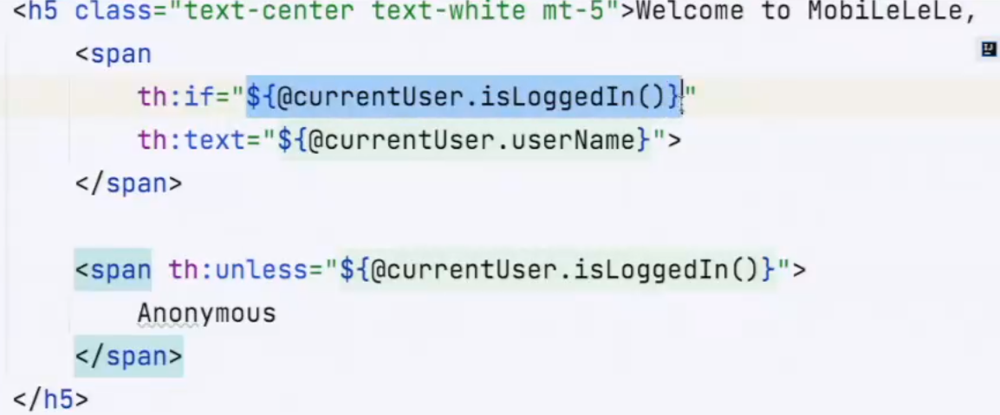 <h5 class="text-center text-white mt-5">Welcome to MobiLeLeLe,
    <span
        th:if="${@currentUser.isLoggedIn()}"
        th:text="${@currentUser.userName}">
    </span>

    <span th:unless="${@currentUser.isLoggedIn()}">
        Anonymous
    </span>
</h5>